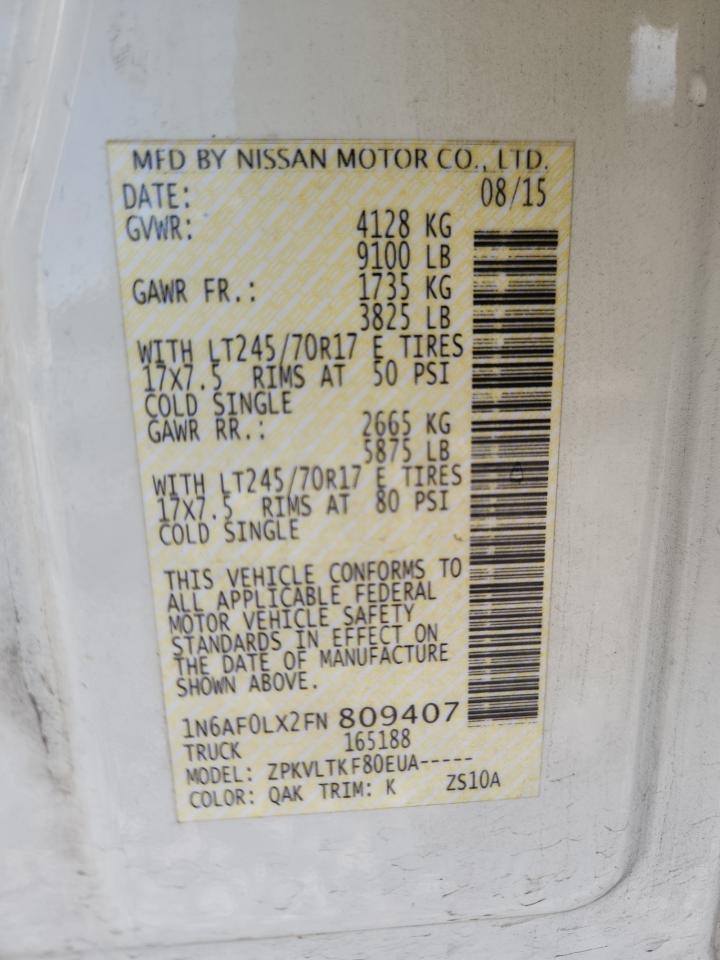 MFD BY NISSAN MOTOR CO., LTD.
DATE: 08/15
GVWR: 4128 KG
9100 LB
GAWR FR.: 1735 KG
3825 LB
WITH LT245/70R17 E TIRES
17X7.5 RIMS AT 50 PSI
COLD SINGLE
GAWR RR.: 2665 KG
5875 LB
WITH LT245/70R17 E TIRES
17X7.5 RIMS AT 80 PSI
COLD SINGLE
THIS VEHICLE CONFORMS TO
ALL APPLICABLE FEDERAL
MOTOR VEHICLE SAFETY
STANDARDS IN EFFECT ON
THE DATE OF MANUFACTURE
SHOWN ABOVE.
1N6AF0LX2FN 809407
TRUCK 165188
MODEL: ZPKVLTKF80EUA-----
COLOR: QAK TRIM: K ZS10A